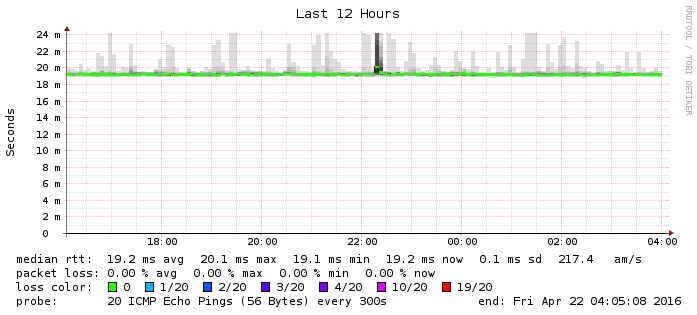 Last 12 Hours
RRDTOOL / TOBI OETIKER
Seconds
24 m
22 m
20 m
18 m
16 m
14 m
12 m
10 m
8 m
6 m
4 m
2 m
0
18:00 20:00 22:00 00:00 02:00 04:00
median rtt: 19.2 ms avg 20.1 ms max 19.1 ms min 19.2 ms now 0.1 ms sd 217.4 am/s
packet loss: 0.00 % avg 0.00 % max 0.00 % min 0.00 % now
loss color: 0 1/20 2/20 3/20 4/20 10/20 19/20
probe: 20 ICMP Echo Pings (56 Bytes) every 300s end: Fri Apr 22 04:05:08 2016